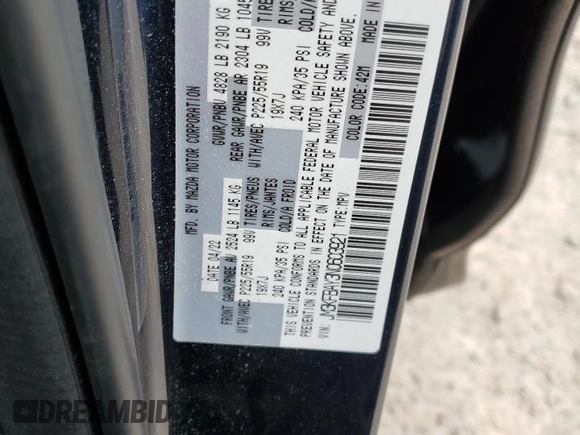 MFD. BY MAZDA MOTOR CORPORATION
DATE 04/22
GVWR/PNBV 4828 LB 2190 KG
FRONT GAWR/PNBE AV 2524 LB 1145 KG
REAR GAWR/PNBE AR 2304 LB 1045
WITH/AVEC P225/55R19 99V TIRES/PNEUS
WITH/AVEC P225/55R19 99V TIRES
19X7J RIMS/JANTES
19X7J RIMS
240 KPA/35 PSI COLD/A FROID
240 KPA/35 PSI COLD/A
THIS VEHICLE CONFORMS TO ALL APPLICABLE FEDERAL MOTOR VEHICLE SAFETY AND
PREVENTION STANDARDS IN EFFECT ON THE DATE OF MANUFACTURE SHOWN ABOVE.
VIN: TYPE: MPV
COLOR CODE: 42M MADE IN
DREAMBID